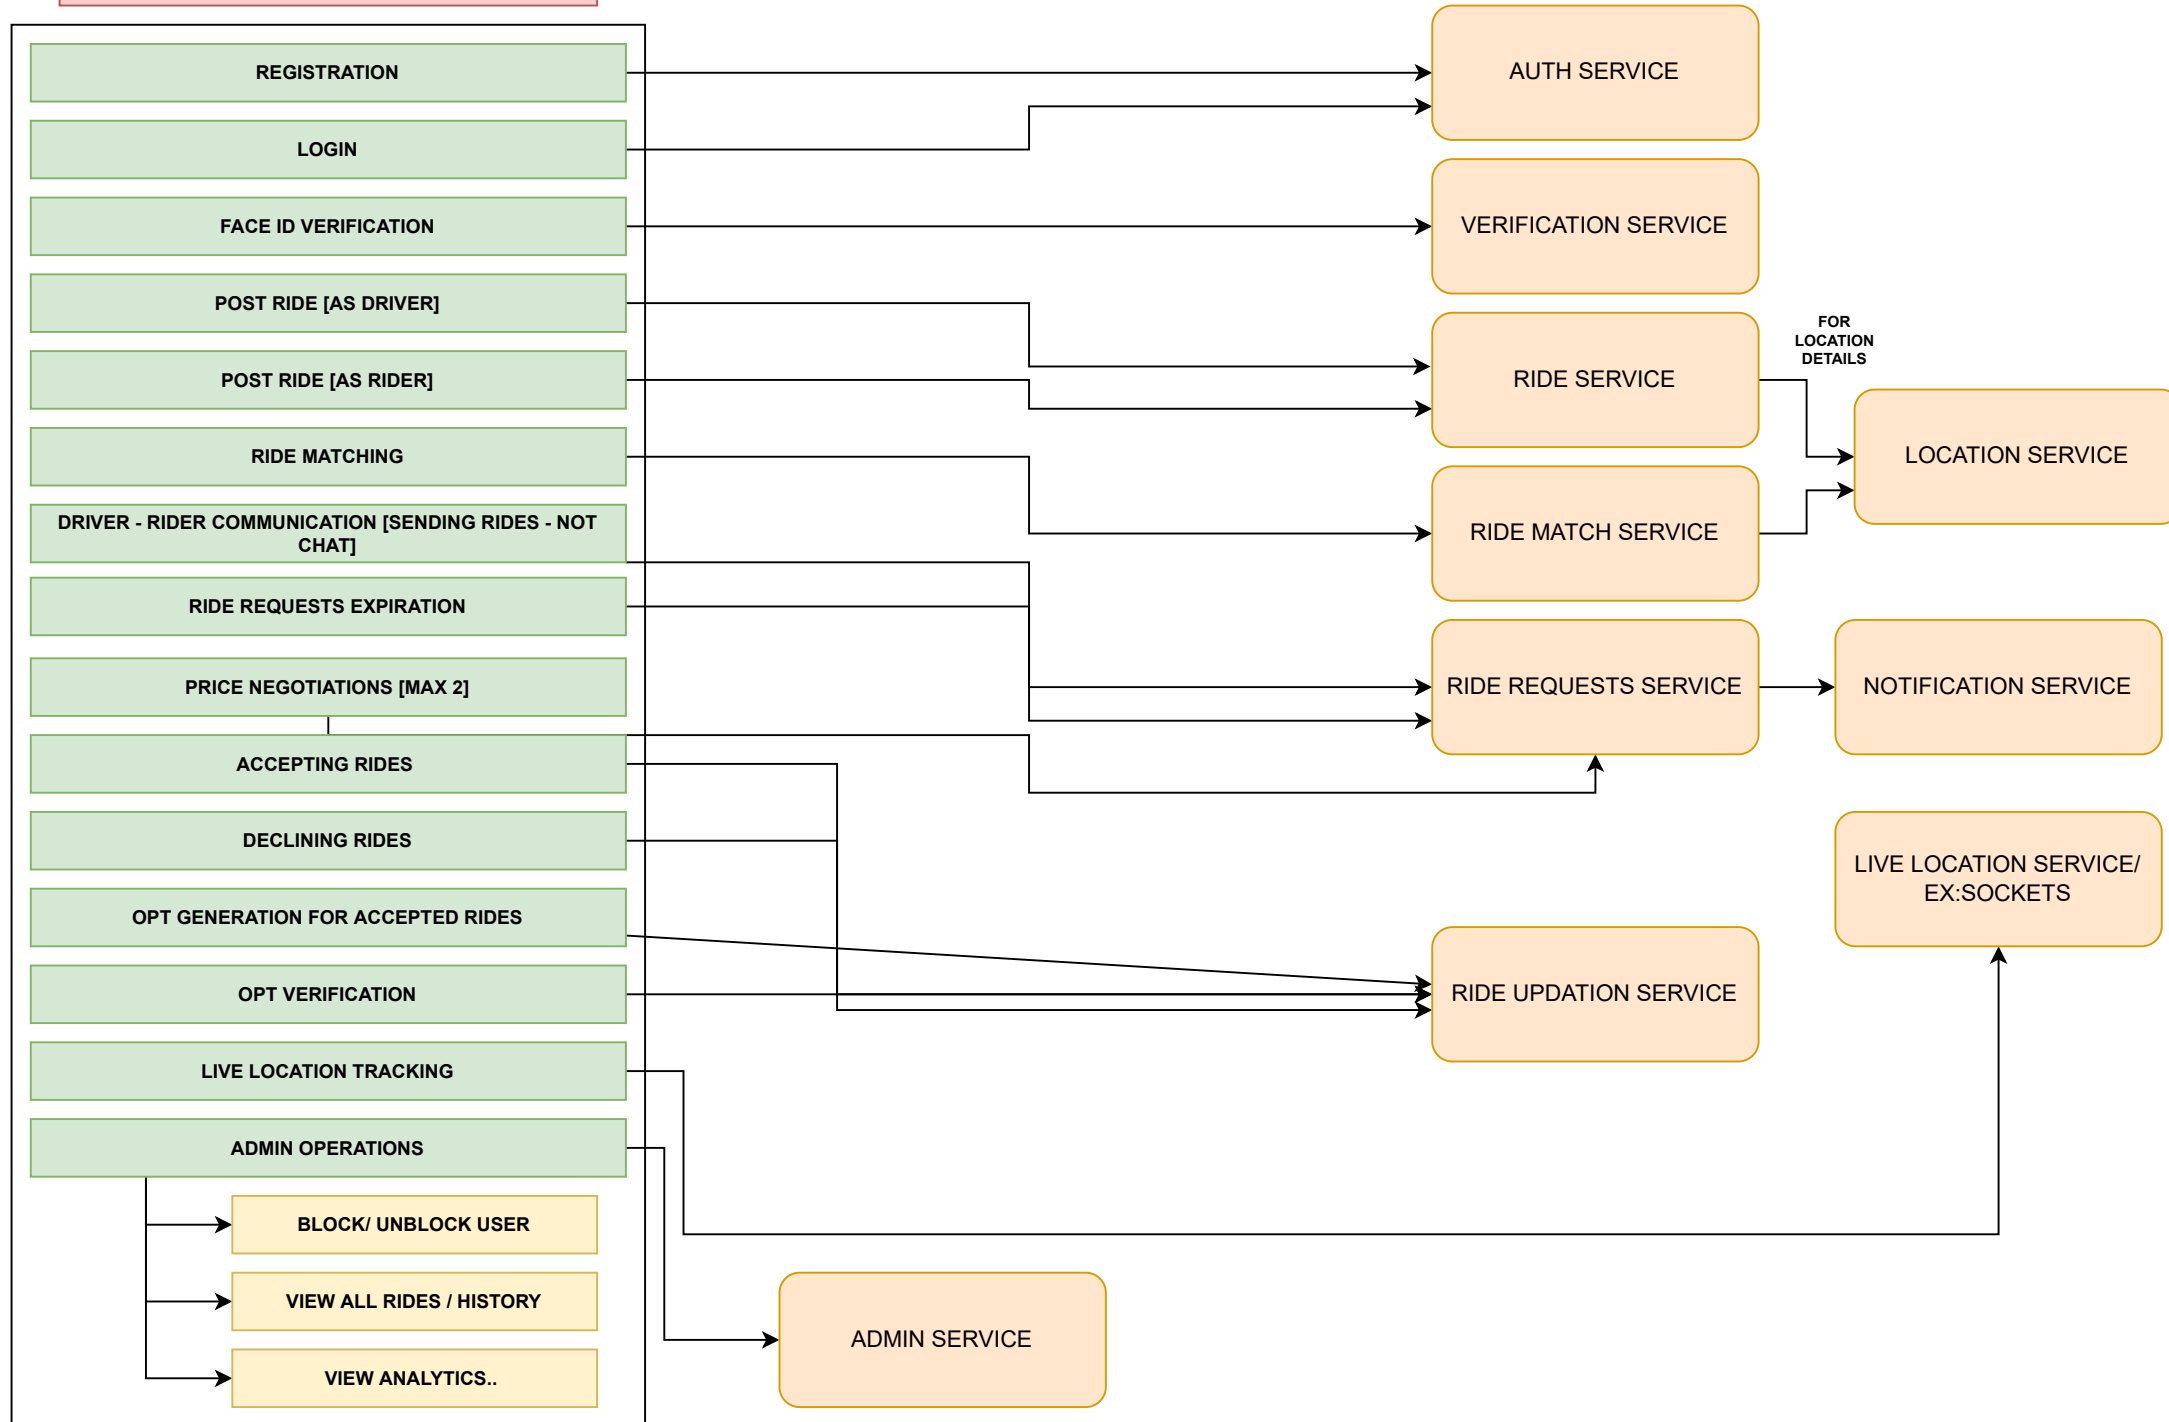 REGISTRATION
LOGIN
FACE ID VERIFICATION
POST RIDE [AS DRIVER]
POST RIDE [AS RIDER]
RIDE MATCHING
DRIVER - RIDER COMMUNICATION [SENDING RIDES - NOT
CHAT]
RIDE REQUESTS EXPIRATION
PRICE NEGOTIATIONS [MAX 2]
ACCEPTING RIDES
DECLINING RIDES
OPT GENERATION FOR ACCEPTED RIDES
OPT VERIFICATION
LIVE LOCATION TRACKING
ADMIN OPERATIONS
BLOCK/ UNBLOCK USER
VIEW ALL RIDES / HISTORY
VIEW ANALYTICS..
AUTH SERVICE
VERIFICATION SERVICE
RIDE SERVICE
RIDE MATCH SERVICE
RIDE REQUESTS SERVICE
RIDE UPDATION SERVICE
ADMIN SERVICE
FOR
LOCATION
DETAILS
LOCATION SERVICE
NOTIFICATION SERVICE
LIVE LOCATION SERVICE/
EX:SOCKETS